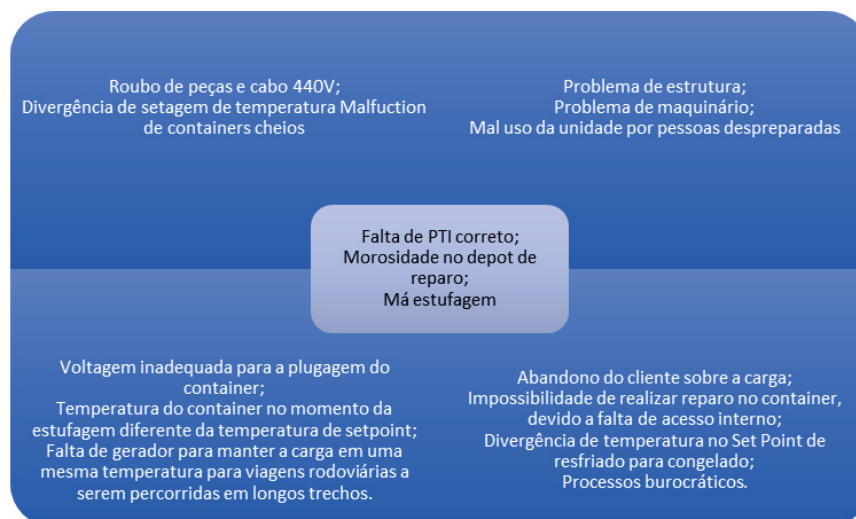 Roubo de peças e cabo 440V;
Divergência de setagem de temperatura Malfuction
de containers cheios
Problema de estrutura;
Problema de maquinário;
Mal uso da unidade por pessoas despreparadas
Falta de PTI correto;
Morosidade no depot de
reparo;
Má estufagem
Voltagem inadequada para a plugagem do
container;
Temperatura do container no momento da
estufagem diferente da temperatura de setpoint;
Falta de gerador para manter a carga em uma
mesma temperatura para viagens rodoviárias a
serem percorridas em longos trechos.
Abandono do cliente sobre a carga;
Impossibilidade de realizar reparo no container,
devido a falta de acesso interno;
Divergência de temperatura no Set Point de
resfriado para congelado;
Processos burocráticos.